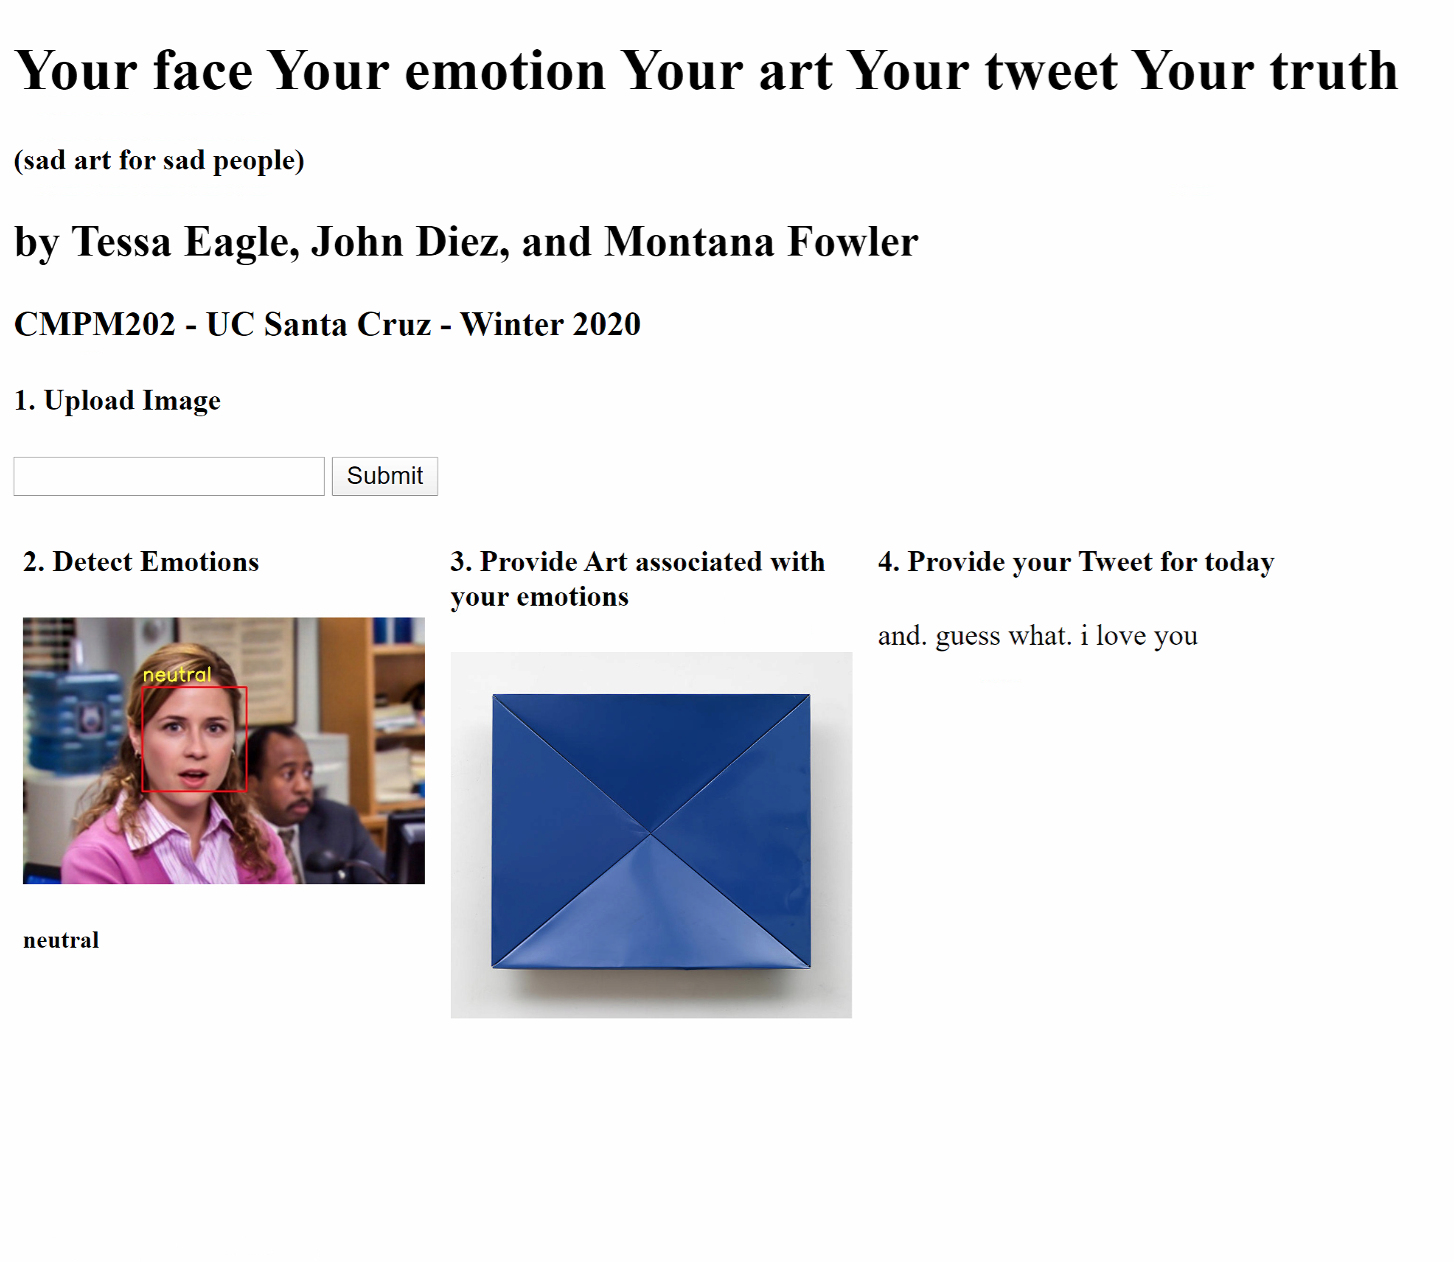 Your face Your emotion Your art Your tweet Your truth
(sad art for sad people)
by Tessa Eagle, John Diez, and Montana Fowler
CMPM202 - UC Santa Cruz - Winter 2020
1. Upload Image
Submit
2. Detect Emotions
neutral
neutral
3. Provide Art associated with
your emotions
4. Provide your Tweet for today
and. guess what. i love you